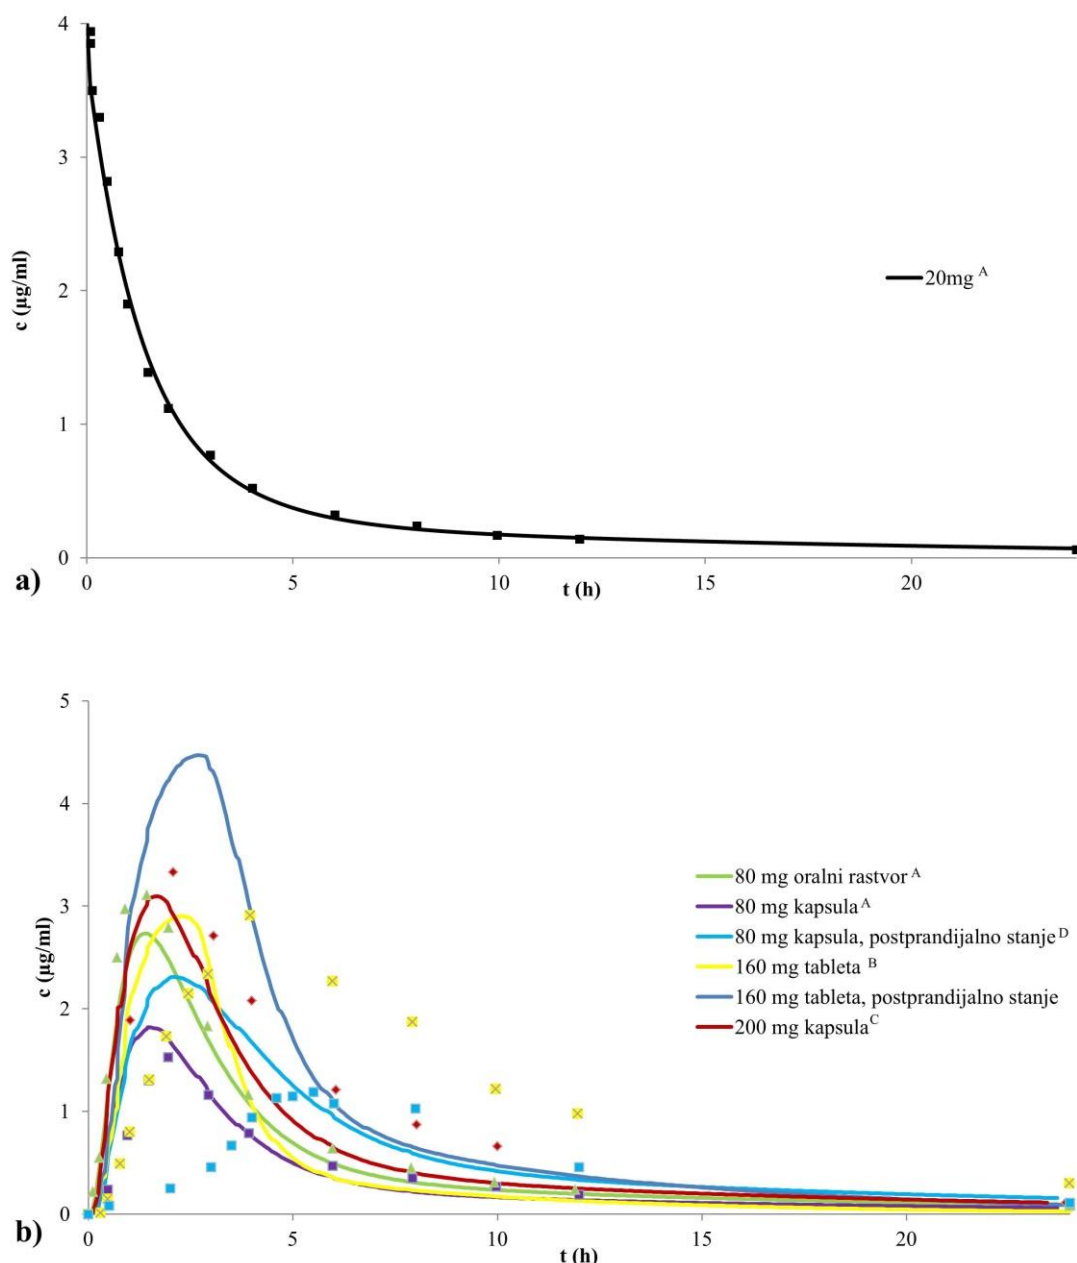 4
3
2
1
0
c (µg/ml)
20mg A
0
5
10
15
20
t (h)
a)
5
4
3
2
1
0
c (µg/ml)
80 mg oralni rastvor A
80 mg kapsula A
80 mg kapsula, postprandijalno stanje D
160 mg tableta B
160 mg tableta, postprandijalno stanje
200 mg kapsula C
0
5
10
15
20
t (h)
b)